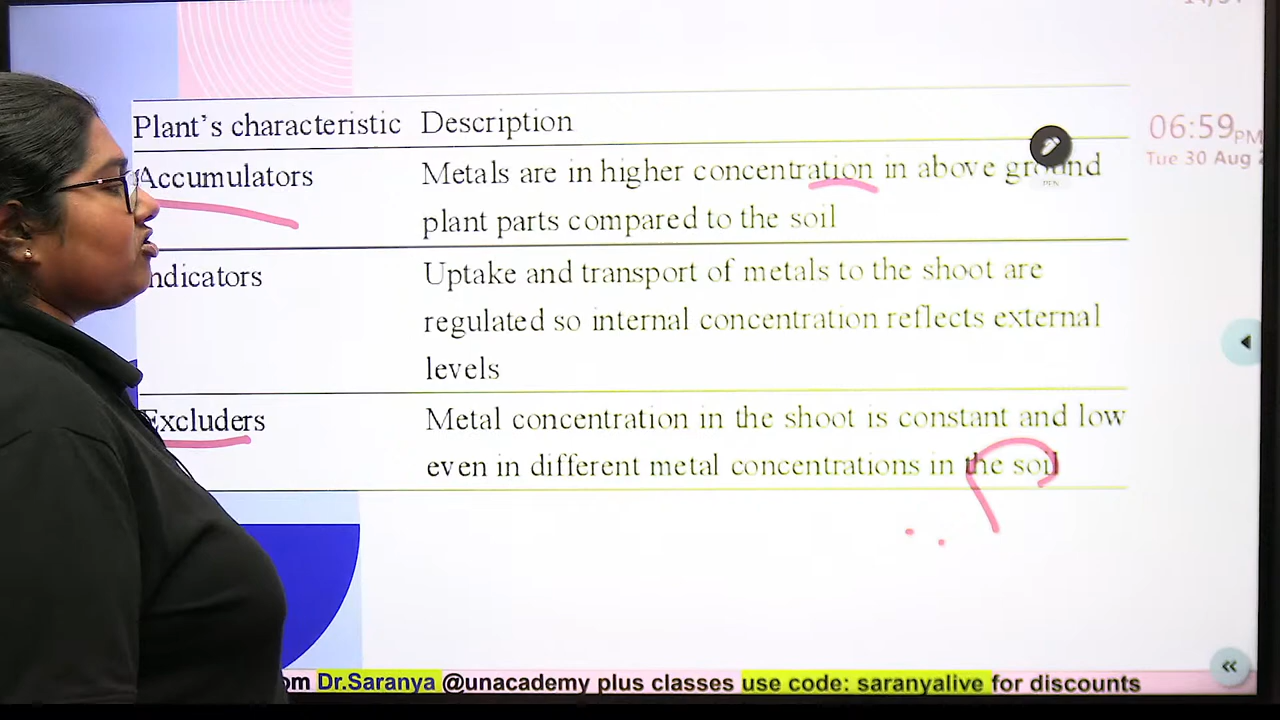 Plant's characteristic Description
Accumulators Metals are in higher concentration in above ground
plant parts compared to the soil
Indicators Uptake and transport of metals to the shoot are
regulated so internal concentration reflects external
levels
Excluders Metal concentration in the shoot is constant and low
even in different metal concentrations in the soil
06:59PM
Tue 30 Aug
PEN
Dr.Saranya @unacademy plus classes use code: saranyalive for discounts